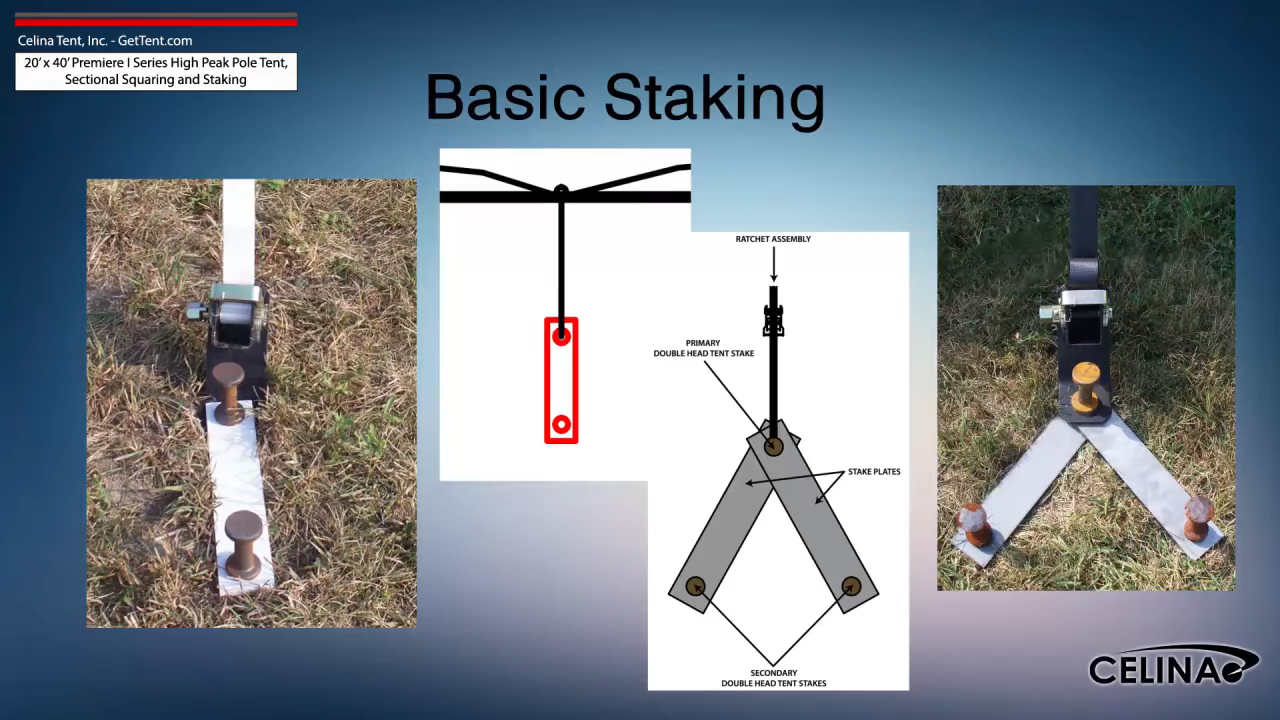 Celina Tent, Inc. - GetTent.com
20' x 40' Premiere I Series High Peak Pole Tent,
Sectional Squaring and Staking
Basic Staking
RATCHET ASSEMBLY
PRIMARY
DOUBLE HEAD TENT STAKE
STAKE PLATES
SECONDARY
DOUBLE HEAD TENT STAKES
CELINA